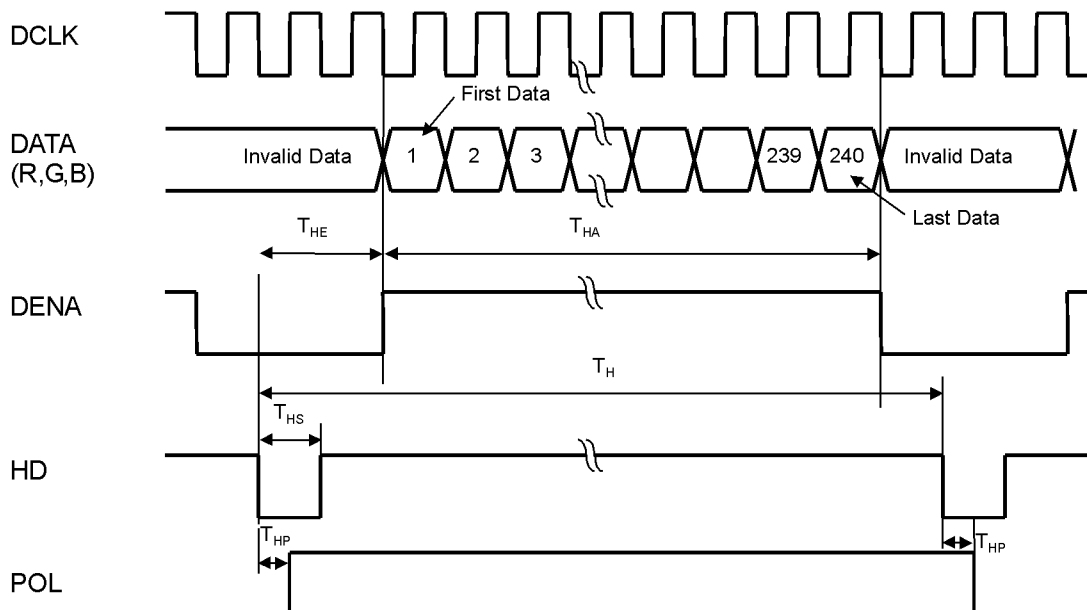 DCLK
First Data
DATA
(R,G,B)
Invalid Data 1 2 3 239 240 Invalid Data
Last Data
THE THA
DENA
TH
THS
HD
THP THP
POL